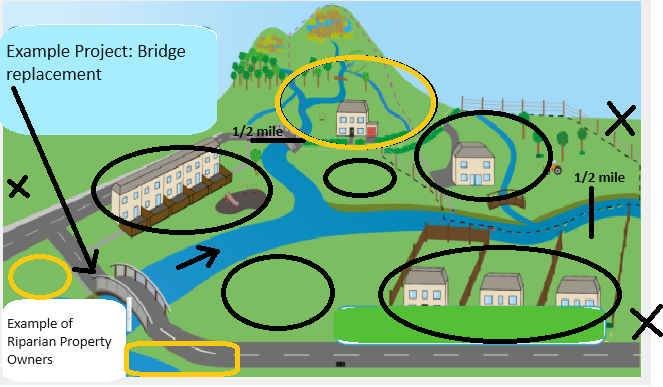 Example Project: Bridge
replacement
1/2 mile
1/2 mile
Example of
Riparian Property
Owners